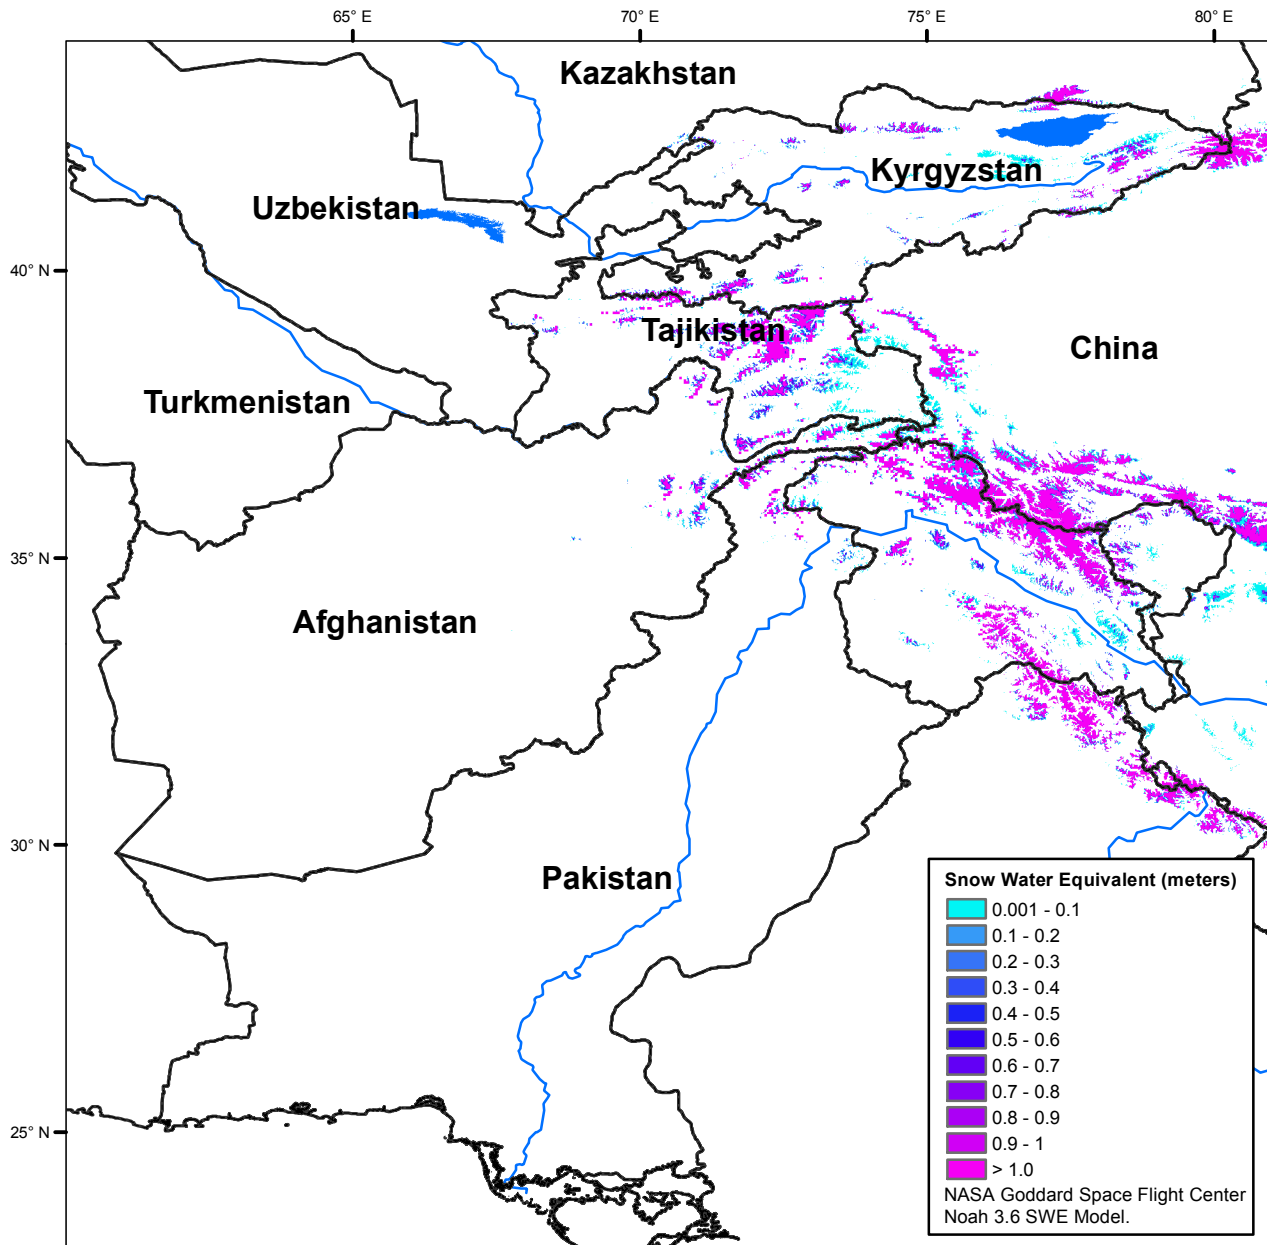 65° E
70° E
75° E
80° E
Kazakhstan
Kyrgyzstan
Uzbekistan
40° N
Tajikistan
China
Turkmenistan
35° N
Afghanistan
30° N
Pakistan
25° N
Snow Water Equivalent (meters)
0.001 - 0.1
0.1 - 0.2
0.2 - 0.3
0.3 - 0.4
0.4 - 0.5
0.5 - 0.6
0.6 - 0.7
0.7 - 0.8
0.8 - 0.9
0.9 - 1
> 1.0
NASA Goddard Space Flight Center
Noah 3.6 SWE Model.